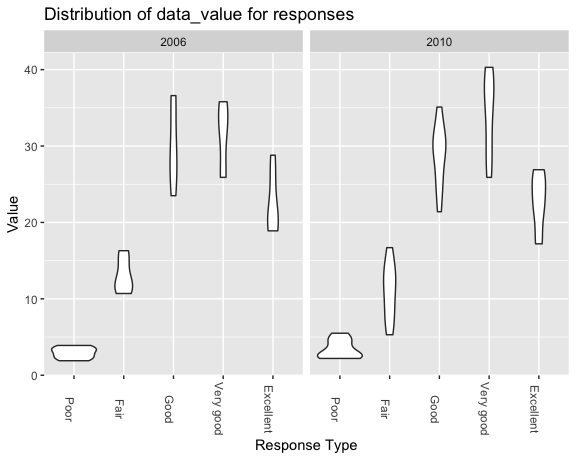 Distribution of data_value for responses
2006
2010
Value
40
30
20
10
0
Poor
Fair
Good
Very good
Excellent
Poor
Fair
Good
Very good
Excellent
Response Type